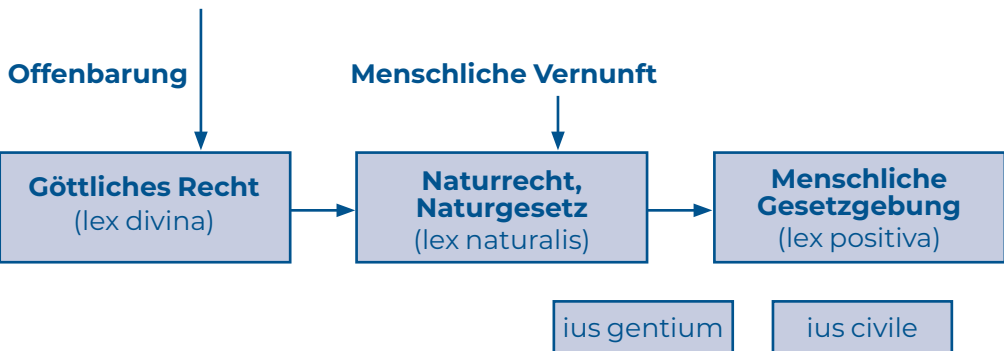 Offenbarung
Menschliche Vernunft
Göttliches Recht
(lex divina)
Naturrecht,
Naturgesetz
(lex naturalis)
Menschliche
Gesetzgebung
(lex positiva)
ius gentium
ius civile